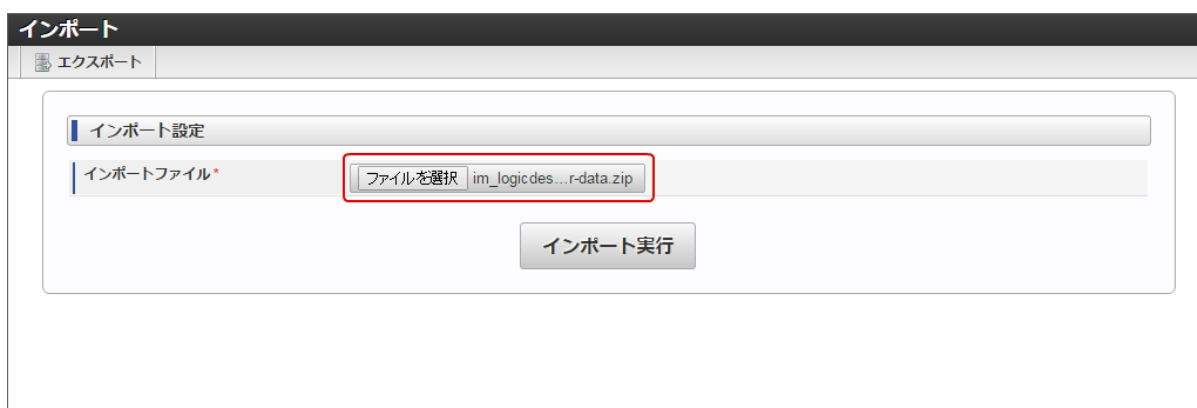 インポート
エクスポート
インポート設定
インポートファイル*
ファイルを選択 im_logicdes...r-data.zip
インポート実行